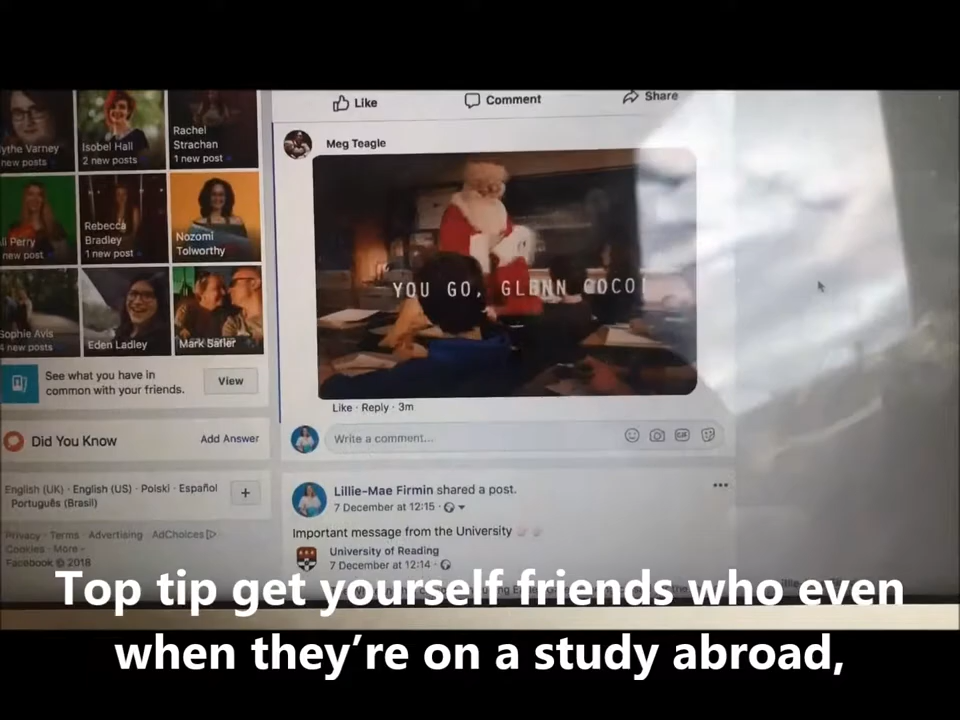 Like Comment Share
ythe Varney
new posts
Isobel Hall
2 new posts
Rachel
Strachan
1 new post
li Perry
new post
Rebecca
Bradley
1 new post
Nozomi
Tolworthy
Sophie Avis
4 new posts
Eden Ladley
Meg Teagle
YOU GO, GLENN COCO!
Like · Reply · 3m
See what you have in
common with your friends.
View
Write a comment...
GIF
Did You Know
Add Answer
English (UK) · English (US) · Polski · Español
Português (Brasil)
+
Privacy · Terms · Advertising · AdChoices
Cookies · More
Facebook © 2018
Lillie-Mae Firmin shared a post.
7 December at 12:15
Important message from the University
University of Reading
7 December at 12:14
Top tip get yourself friends who even
when they're on a study abroad,